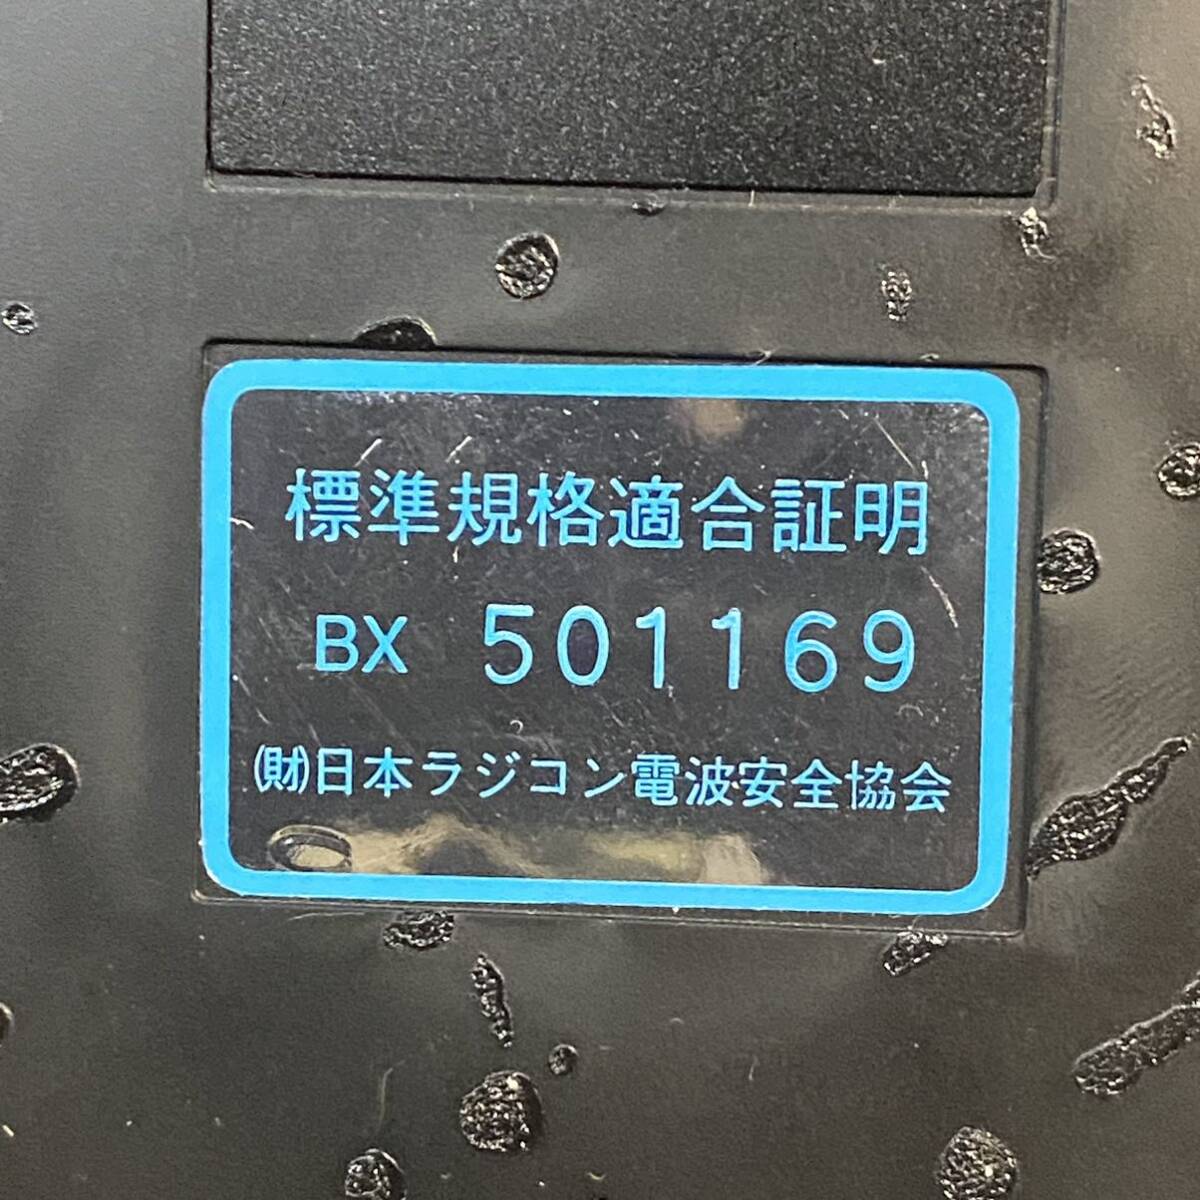 標準規格適合証明
BX 501169
(財)日本ラジコン電波安全協会